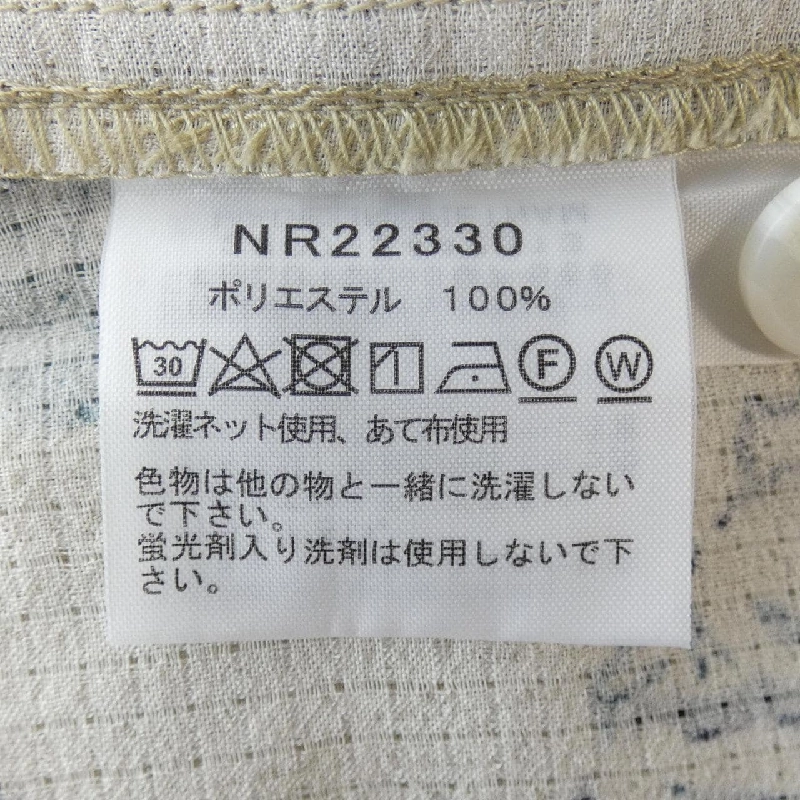 NR22330
ポリエステル 100%
30 F W
洗濯ネット使用、あて布使用
色物は他の物と一緒に洗濯しない
で下さい。
蛍光剤入り洗剤は使用しないで下
さい。